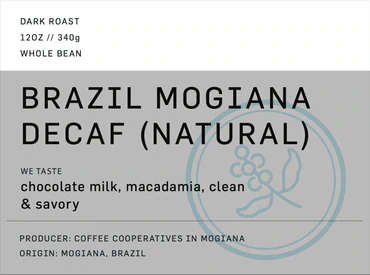 DARK ROAST
12OZ // 340g
WHOLE BEAN
BRAZIL MOGIANA
DECAF (NATURAL)
WE TASTE
chocolate milk, macadamia, clean
& savory
PRODUCER: COFFEE COOPERATIVES IN MOGIANA
ORIGIN: MOGIANA, BRAZIL